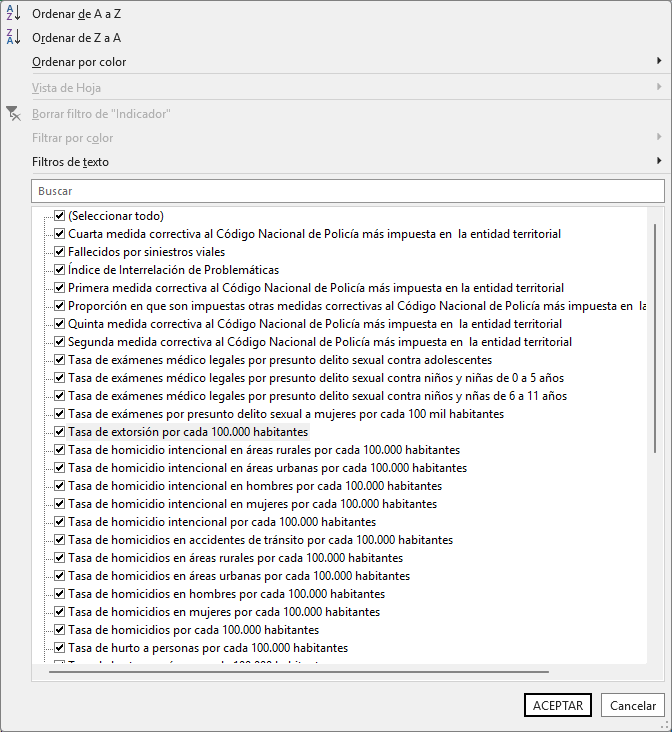 Ordenar de A a Z
Ordenar de Z a A
Ordenar por color
Vista de Hoja
Borrar filtro de "Indicador"
Filtrar por color
Filtros de texto
Buscar
(Seleccionar todo)
Cuarta medida correctiva al Código Nacional de Policía más impuesta en  la entidad territorial
Fallecidos por siniestros viales
Índice de Interrelación de Problemáticas
Primera medida correctiva al Código Nacional de Policía más impuesta en la entidad territorial
Proporción en que son impuestas otras medidas correctivas al Código Nacional de Policía más impuesto en  la
Quinta medida correctiva al Código Nacional de Policía más impuesta en  la entidad territorial
Segunda medida correctiva al Código Nacional de Policía más impuesta en  la entidad territorial
Tasa de exámenes médico legales por presunto delito sexual contra adolescentes
Tasa de exámenes médico legales por presunto delito sexual contra niños y niñas de 0 a 5 años
Tasa de exámenes médico legales por presunto delito sexual contra niños y nñas de 6 a 11 años
Tasa de exámenes por presunto delito sexual a mujeres por cada 100 mil habitantes
Tasa de extorsión por cada 100.000 habitantes
Tasa de homicidio intencional en áreas rurales por cada 100.000 habitantes
Tasa de homicidio intencional en áreas urbanas por cada 100.000 habitantes
Tasa de homicidio intencional en hombres por cada 100.000 habitantes
Tasa de homicidio intencional en mujeres por cada 100.000 habitantes
Tasa de homicidio intencional por cada 100.000 habitantes
Tasa de homicidios en accidentes de tránsito por cada 100.000 habitantes
Tasa de homicidios en áreas rurales por cada 100.000 habitantes
Tasa de homicidios en áreas urbanas por cada 100.000 habitantes
Tasa de homicidios en hombres por cada 100.000 habitantes
Tasa de homicidios en mujeres por cada 100.000 habitantes
Tasa de homicidios por cada 100.000 habitantes
Tasa de hurto a personas por cada 100.000 habitantes
ACEPTAR
Cancelar